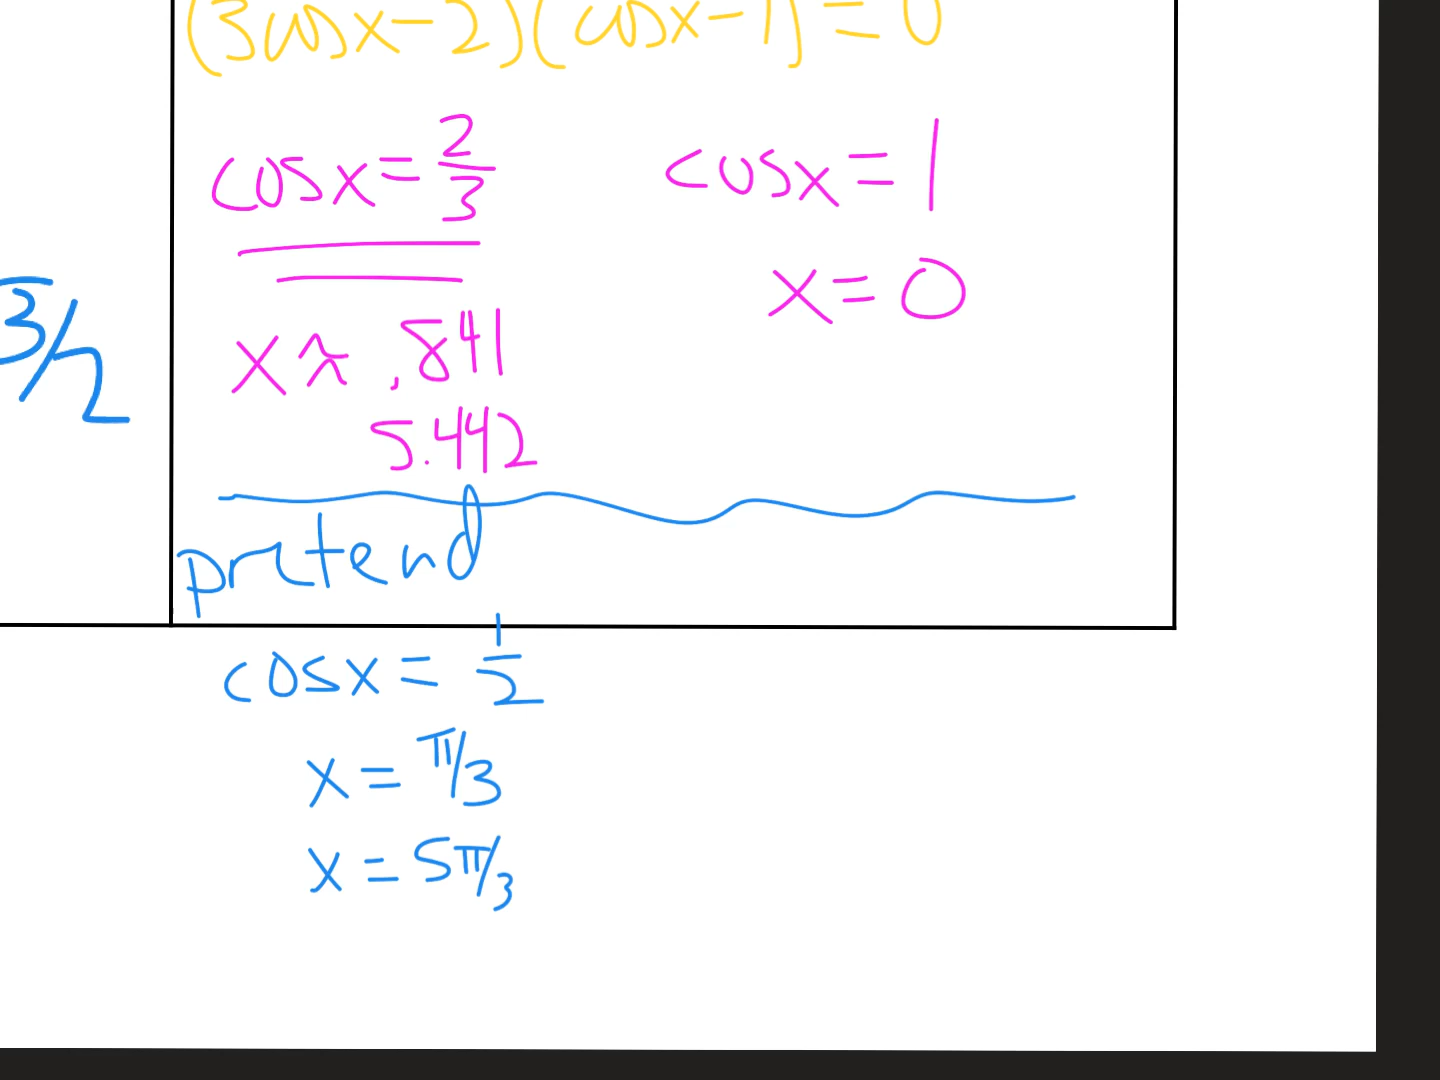 (3cosx-2)(cosx-1)=0
cosx=2/3
x≈.841
5.442
cosx=1
x=0
3/2
pretend
cosx=1/2
x=π/3
x=5π/3